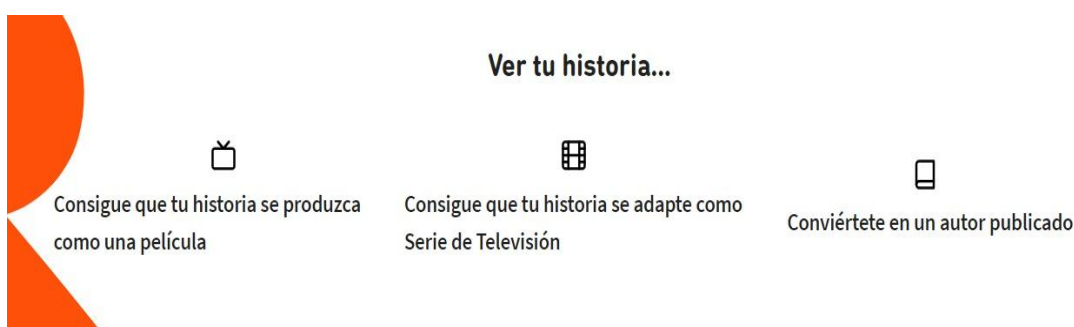 Ver tu historia...
Consigue que tu historia se produzca
como una película
Consigue que tu historia se adapte como
Serie de Televisión
Conviértete en un autor publicado